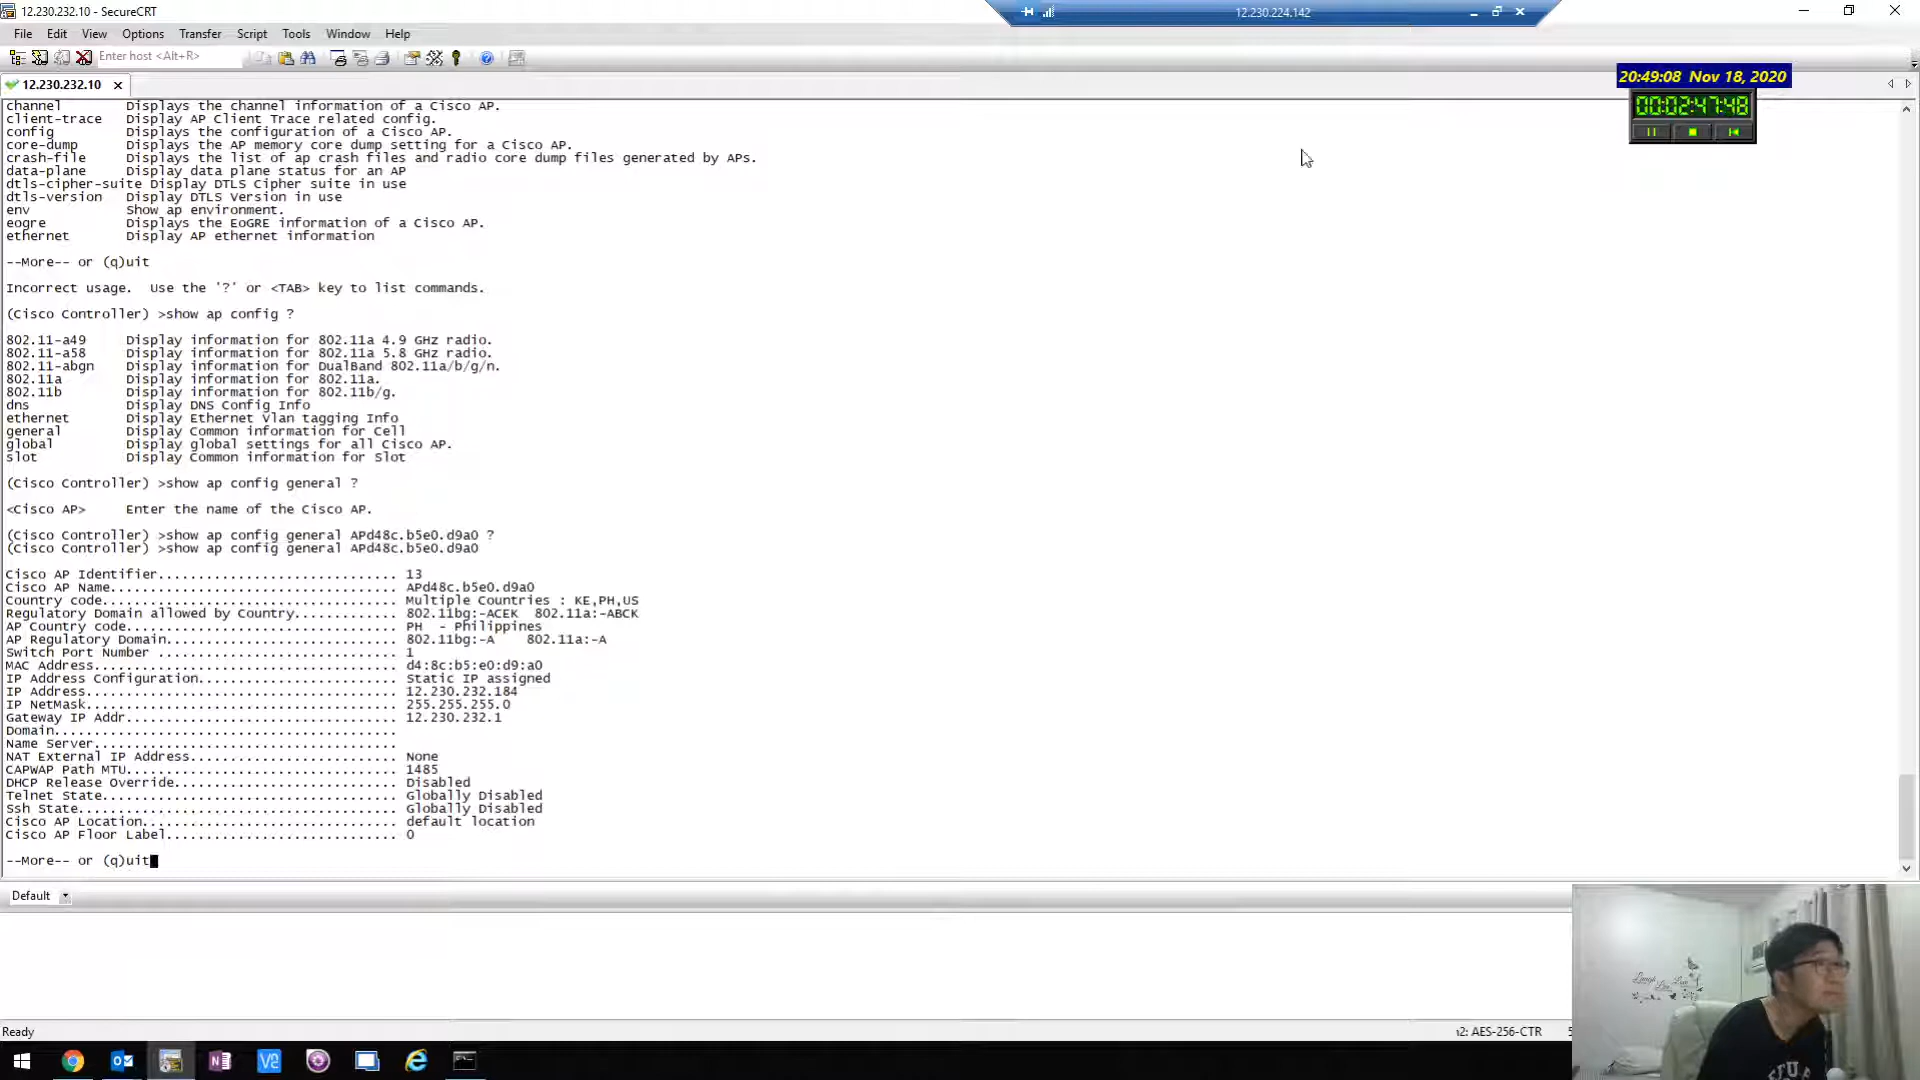 12.230.232.10 - SecureCRT
12.230.224.142
File Edit View Options Transfer Script Tools Window Help
Enter host <Alt+R>
12.230.232.10
20:49:08 Nov 18, 2020
00:02:47:48
channel Displays the channel information of a Cisco AP.
client-trace Display AP Client Trace related config.
config Displays the configuration of a Cisco AP.
core-dump Displays the AP memory core dump setting for a Cisco AP.
crash-file Displays the list of ap crash files and radio core dump files generated by APs.
data-plane Display data plane status for an AP
dtls-cipher-suite Display DTLS Cipher suite in use
dtls-version Display DTLS Version in use
env Show ap environment.
eogre Displays the EoGRE information of a Cisco AP.
ethernet Display AP ethernet information
--More-- or (q)uit
Incorrect usage. Use the '?' or <TAB> key to list commands.
(Cisco Controller) >show ap config ?
802.11-a49 Display information for 802.11a 4.9 GHz radio.
802.11-a58 Display information for 802.11a 5.8 GHz radio.
802.11-abgn Display information for DualBand 802.11a/b/g/n.
802.11a Display information for 802.11a.
802.11b Display information for 802.11b/g.
dns Display DNS Config Info
ethernet Display Ethernet Vlan tagging Info
general Display Common information for Cell
global Display global settings for all Cisco AP.
slot Display Common information for Slot
(Cisco Controller) >show ap config general ?
<Cisco AP> Enter the name of the Cisco AP.
(Cisco Controller) >show ap config general APd48c.b5e0.d9a0 ?
(Cisco Controller) >show ap config general APd48c.b5e0.d9a0
Cisco AP Identifier.............................. 13
Cisco AP Name.................................... APd48c.b5e0.d9a0
Country code..................................... Multiple Countries : KE,PH,US
Regulatory Domain allowed by Country............. 802.11bg:-ACEK 802.11a:-ABCK
AP Country code.................................. PH - Philippines
AP Regulatory Domain............................. 802.11bg:-A 802.11a:-A
Switch Port Number .............................. 1
MAC Address...................................... d4:8c:b5:e0:d9:a0
IP Address Configuration......................... Static IP assigned
IP Address....................................... 12.230.232.184
IP NetMask....................................... 255.255.255.0
Gateway IP Addr.................................. 12.230.232.1
Domain...........................................
Name Server......................................
NAT External IP Address.......................... None
CAPWAP Path MTU.................................. 1485
DHCP Release Override............................ Disabled
Telnet State..................................... Globally Disabled
Ssh State........................................ Globally Disabled
Cisco AP Location................................ default location
Cisco AP Floor Label............................. 0
--More-- or (q)uit
Default
Ready
AES-256-CTR